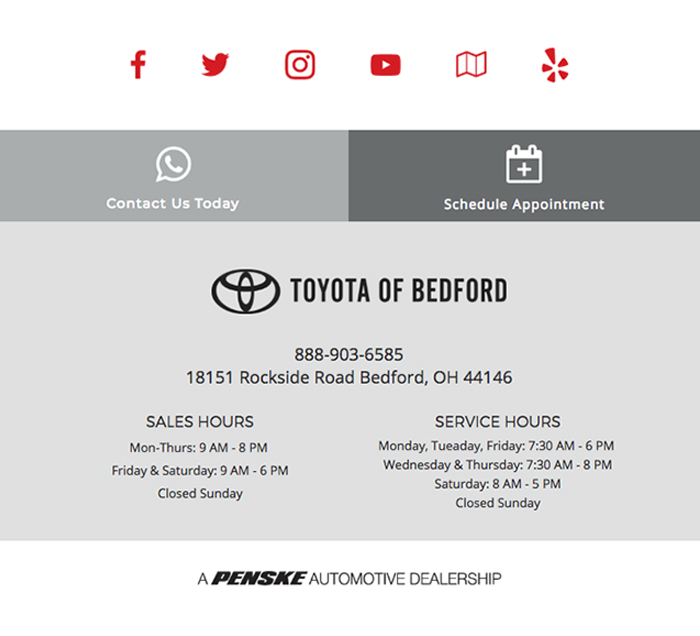 Contact Us Today
Schedule Appointment
TOYOTA OF BEDFORD
888-903-6585
18151 Rockside Road Bedford, OH 44146
SALES HOURS
Mon-Thurs: 9 AM - 8 PM
Friday & Saturday: 9 AM - 6 PM
Closed Sunday
SERVICE HOURS
Monday, Tueaday, Friday: 7:30 AM - 6 PM
Wednesday & Thursday: 7:30 AM - 8 PM
Saturday: 8 AM - 5 PM
Closed Sunday
A PENSKE AUTOMOTIVE DEALERSHIP